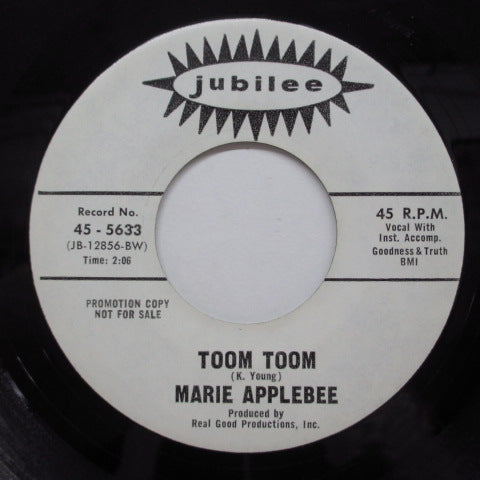 jubilee
Record No.
45 - 5633
(JB-12856-BW)
Time: 2:06
45 R.P.M.
Vocal With
Inst. Accomp.
Goodness & Truth
BMI
PROMOTION COPY
NOT FOR SALE
TOOM TOOM
(K. Young)
MARIE APPLEBEE
Produced by
Real Good Productions, Inc.